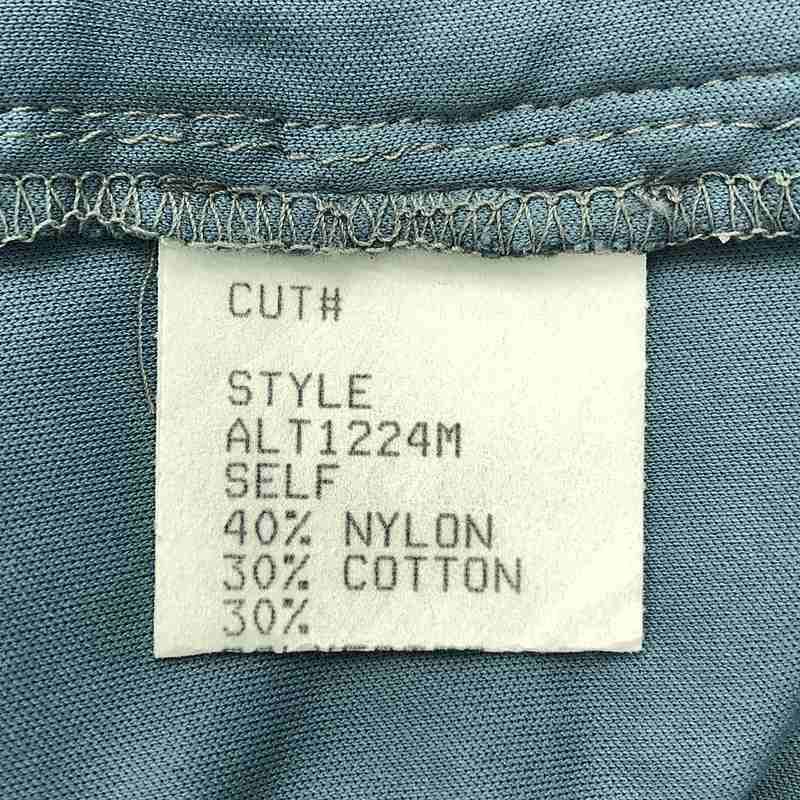 CUT#
STYLE
ALT1224M
SELF
40% NYLON
30% COTTON
30%